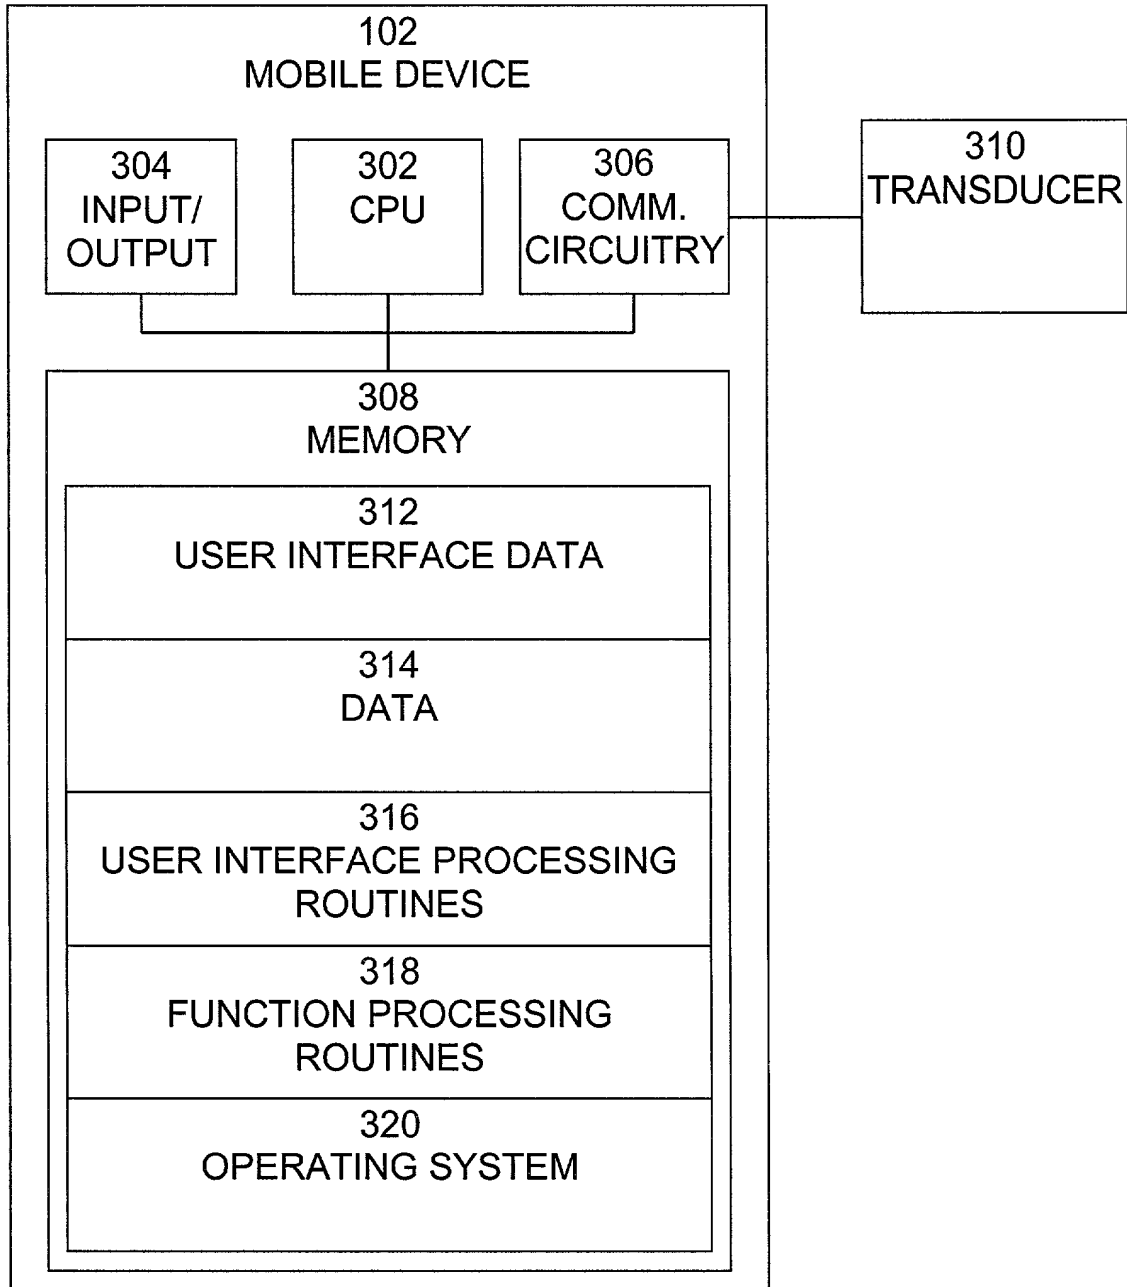 102
MOBILE DEVICE
304
INPUT/
OUTPUT
302
CPU
306
COMM.
CIRCUITRY
310
TRANSDUCER
308
MEMORY
312
USER INTERFACE DATA
314
DATA
316
USER INTERFACE PROCESSING
ROUTINES
318
FUNCTION PROCESSING
ROUTINES
320
OPERATING SYSTEM